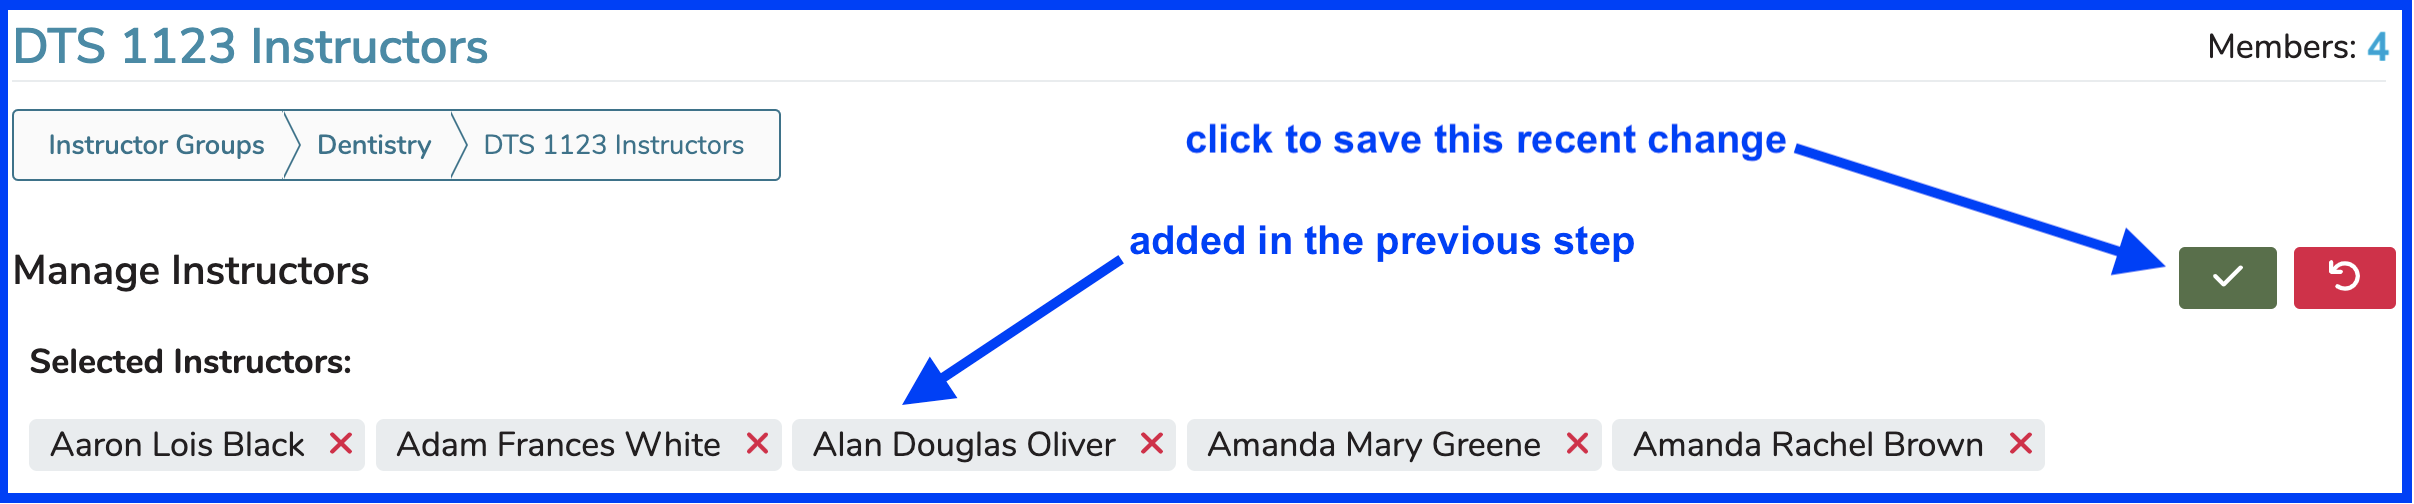 DTS 1123 Instructors
Members: 4
Instructor Groups Dentistry DTS 1123 Instructors
click to save this recent change
added in the previous step
Manage Instructors
Selected Instructors:
Aaron Lois Black Adam Frances White Alan Douglas Oliver Amanda Mary Greene Amanda Rachel Brown